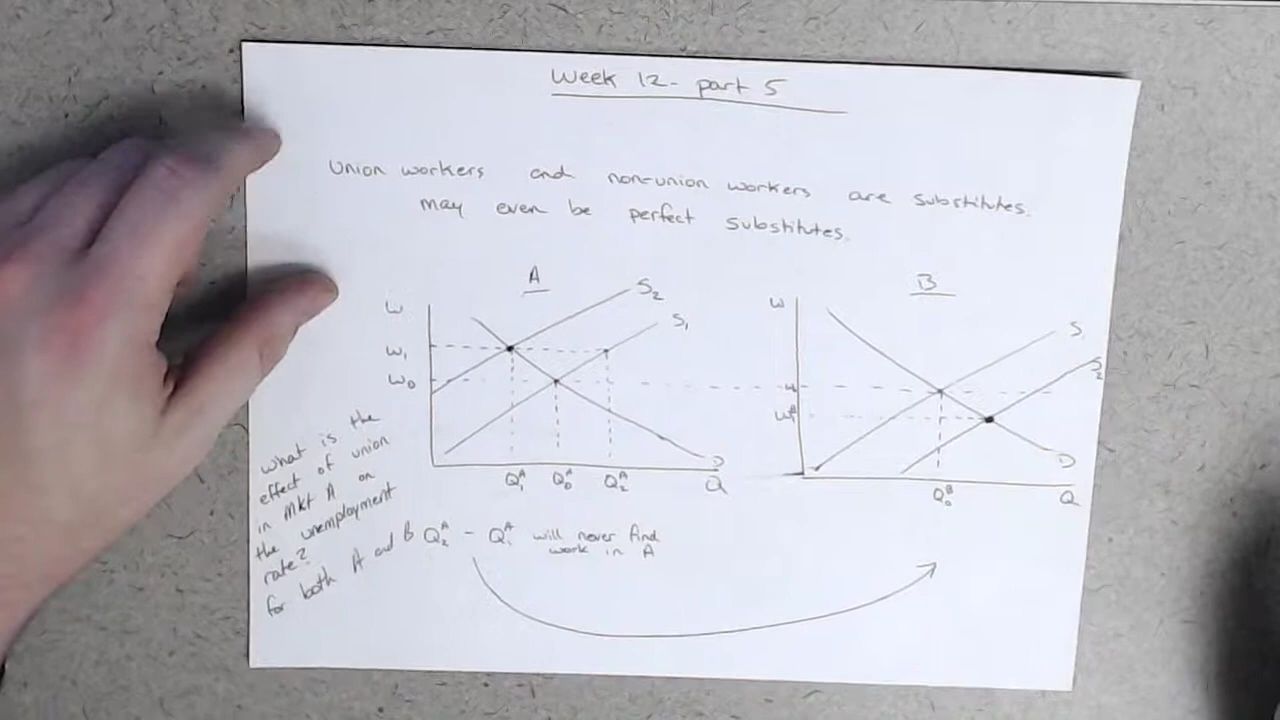 Week 12 - part 5
Union workers and non-union workers are substitutes.
may even be perfect substitutes.
A
W
W₁
W₀
S₂
S₁
D
Q₁ᴬ Q₀ᴬ Q₂ᴬ Q
B
W
S
S₂
D
Q₀ᴮ Q
what is the
effect of union
in Mkt A on
the unemployment
rate?
for both A and B
Q₂ᴬ - Q₁ᴬ will never find
work in A